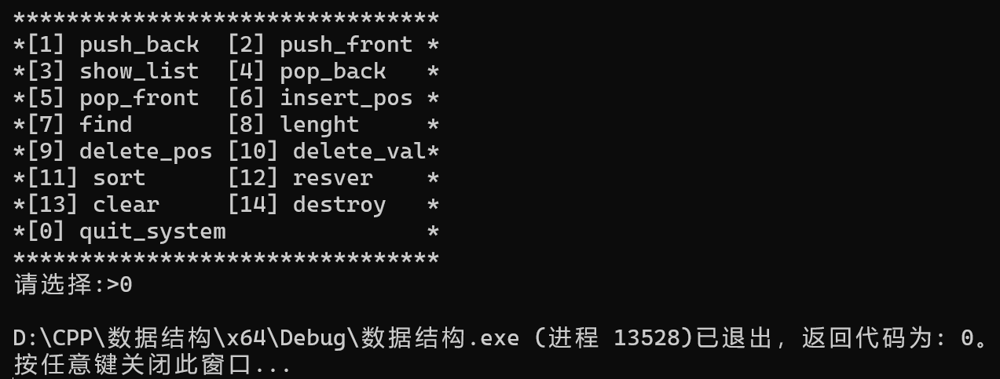 ********************************
*[1] push_back  [2] push_front *
*[3] show_list  [4] pop_back   *
*[5] pop_front  [6] insert_pos *
*[7] find       [8] lenght     *
*[9] delete_pos [10] delete_val*
*[11] sort      [12] resver    *
*[13] clear     [14] destroy   *
*[0] quit_system               *
********************************
请选择:>0

D:\CPP\数据结构\x64\Debug\数据结构.exe (进程 13528)已退出，返回代码为: 0。
按任意键关闭此窗口...